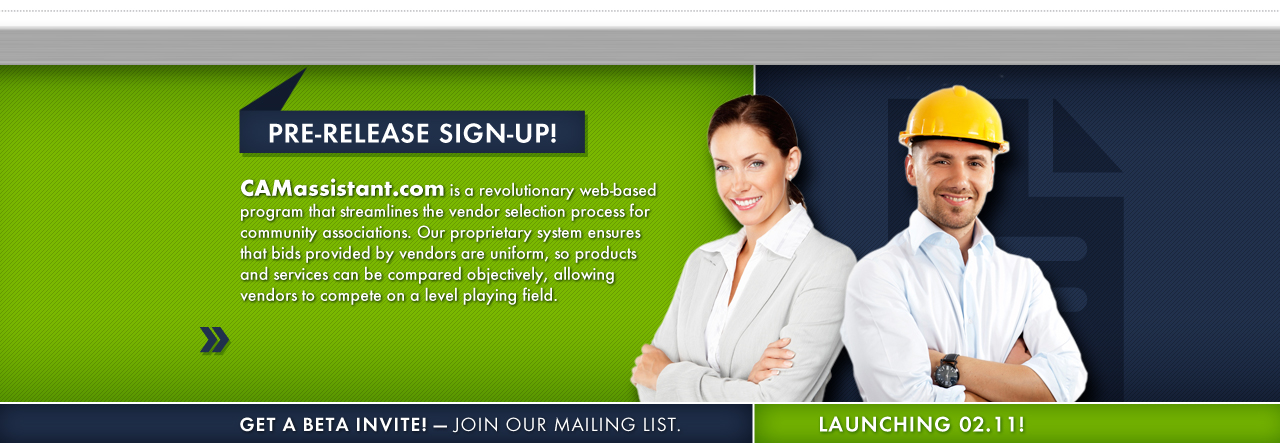 PRE-RELEASE SIGN-UP!
CAMassistant.com is a revolutionary web-based
program that streamlines the vendor selection process for
community associations. Our proprietary system ensures
that bids provided by vendors are uniform, so products
and services can be compared objectively, allowing
vendors to compete on a level playing field.
GET A BETA INVITE! — JOIN OUR MAILING LIST.
LAUNCHING 02.11!